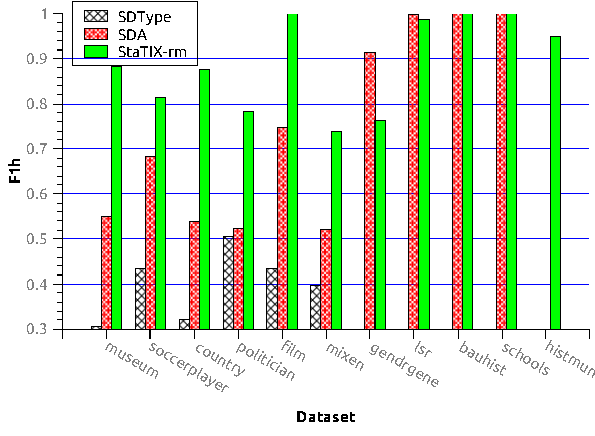 SDType
SDA
StaTIX-rm
1
0.9
0.8
0.7
0.6
0.5
0.4
0.3
F1h
museum
soccerplayer
country
politician
film
mixen
gendrgene
lsr
bauhist
schools
histmun
Dataset